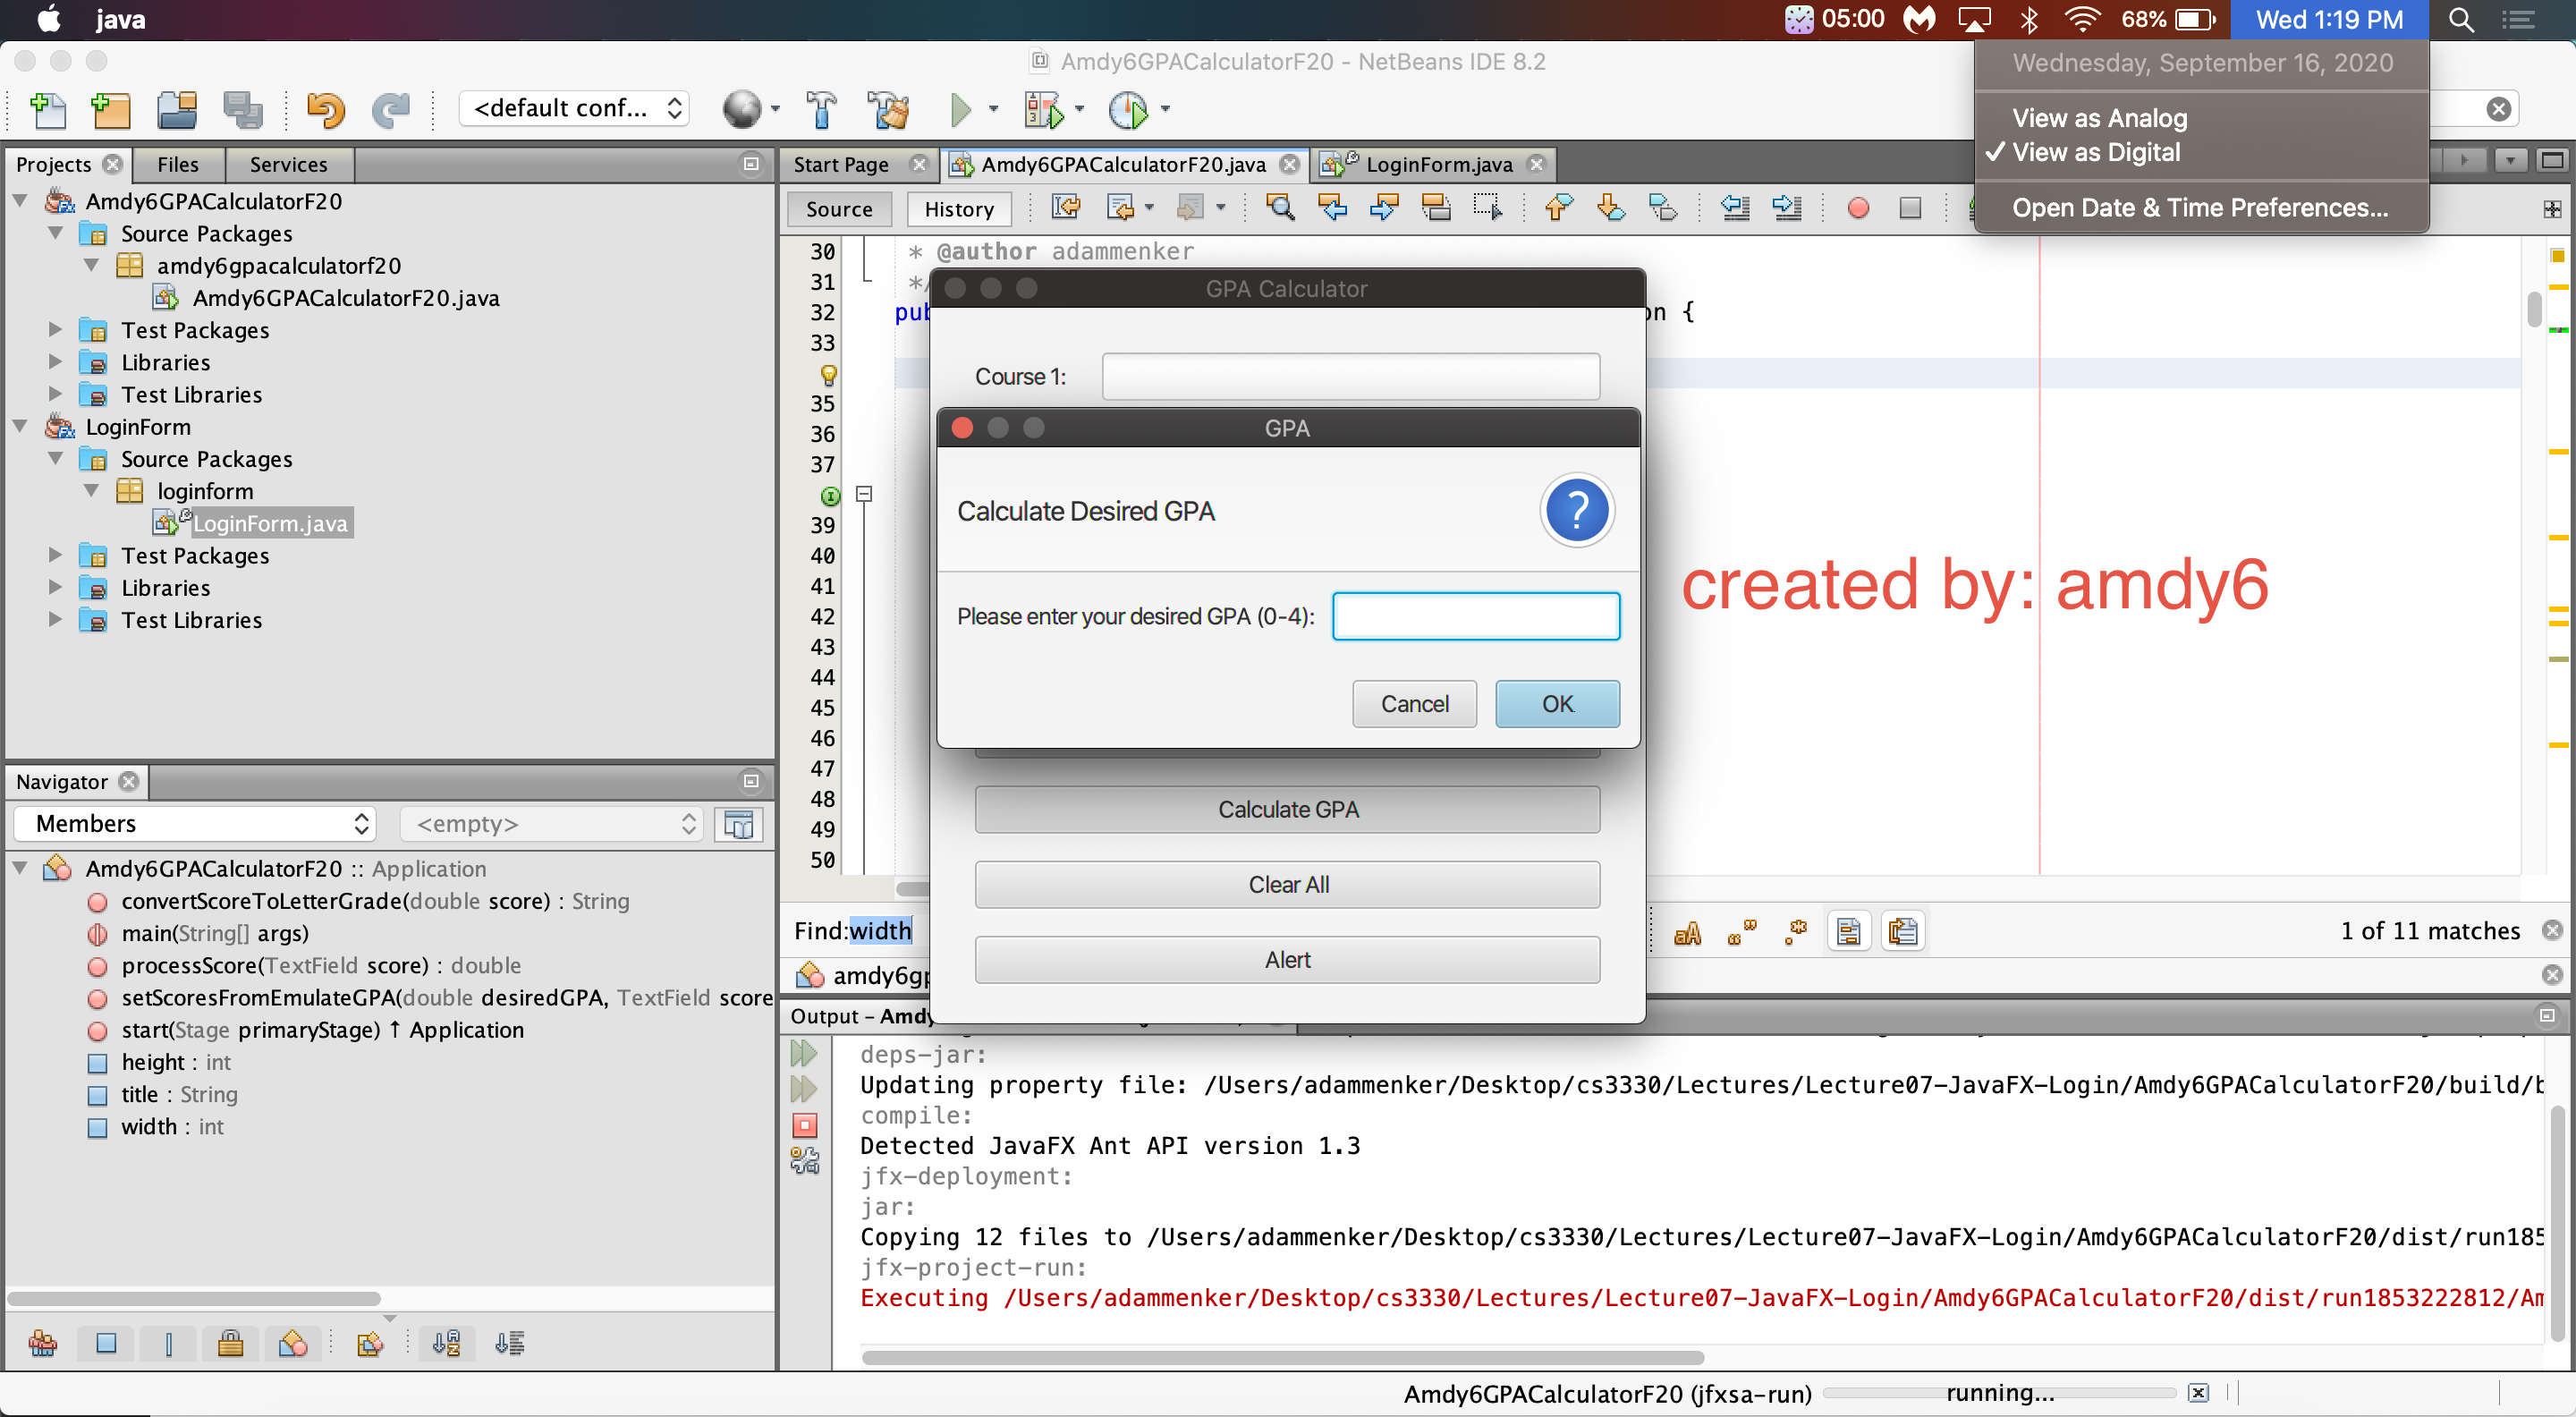 java
05:00
68%
Wed 1:19 PM
Amdy6GPACalculatorF20 - NetBeans IDE 8.2
Wednesday, September 16, 2020
View as Analog
✓ View as Digital
Open Date & Time Preferences...
<default conf...
Projects
Files
Services
Amdy6GPACalculatorF20
Source Packages
amdy6gpacalculatorf20
Amdy6GPACalculatorF20.java
Test Packages
Libraries
Test Libraries
LoginForm
Source Packages
loginform
LoginForm.java
Test Packages
Libraries
Test Libraries
Navigator
Members
<empty>
Amdy6GPACalculatorF20 :: Application
convertScoreToLetterGrade(double score) : String
main(String[] args)
processScore(TextField score) : double
setScoresFromEmulateGPA(double desiredGPA, TextField score
start(Stage primaryStage) ↑ Application
height : int
title : String
width : int
Start Page
Amdy6GPACalculatorF20.java
LoginForm.java
Source
History
30 * @author adammenker
31 */
32 pub on {
33
35
36
37
39
40
41
42
43
44
45
46
47
48
49
50
GPA Calculator
Course 1:
GPA
Calculate Desired GPA
?
Please enter your desired GPA (0-4):
Cancel
OK
Calculate GPA
Clear All
Alert
created by: amdy6
Find: width
1 of 11 matches
amdy6gp
Output - Amdy
deps-jar:
Updating property file: /Users/adammenker/Desktop/cs3330/Lectures/Lecture07-JavaFX-Login/Amdy6GPACalculatorF20/build/b
compile:
Detected JavaFX Ant API version 1.3
jfx-deployment:
jar:
Copying 12 files to /Users/adammenker/Desktop/cs3330/Lectures/Lecture07-JavaFX-Login/Amdy6GPACalculatorF20/dist/run185
jfx-project-run:
Executing /Users/adammenker/Desktop/cs3330/Lectures/Lecture07-JavaFX-Login/Amdy6GPACalculatorF20/dist/run1853222812/Am
Amdy6GPACalculatorF20 (jfxsa-run)
running...